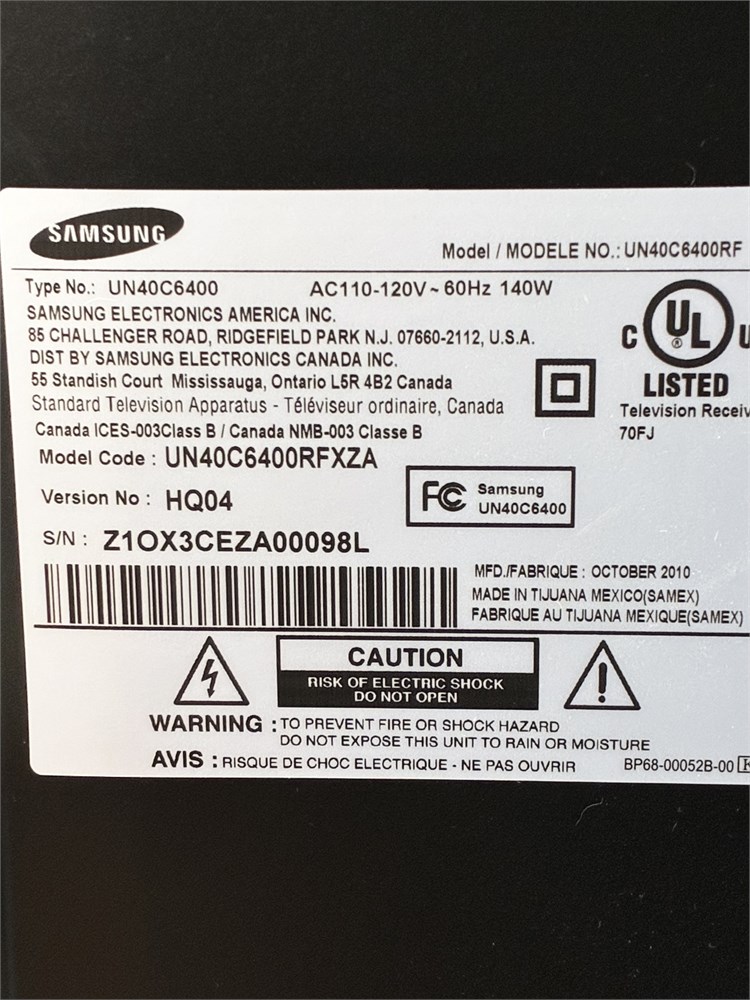 SAMSUNG
Model / MODELE NO.: UN40C6400RF
Type No.: UN40C6400 AC110-120V~60Hz 140W
SAMSUNG ELECTRONICS AMERICA INC.
85 CHALLENGER ROAD, RIDGEFIELD PARK N.J. 07660-2112, U.S.A.
DIST BY SAMSUNG ELECTRONICS CANADA INC.
55 Standish Court Mississauga, Ontario L5R 4B2 Canada
Standard Television Apparatus - Téléviseur ordinaire, Canada
Canada ICES-003Class B / Canada NMB-003 Classe B
C UL ®
LISTED
Television
70FJ
Model Code : UN40C6400RFXZA
Version No : HQ04
FC Samsung
UN40C6400
S/N : Z1OX3CEZA00098L
MFD./FABRIQUE : OCTOBER 2010
MADE IN TIJUANA MEXICO(SAMEX)
FABRIQUE AU TIJUANA MEXIQUE(SAMEX)
CAUTION
RISK OF ELECTRIC SHOCK
DO NOT OPEN
WARNING : TO PREVENT FIRE OR SHOCK HAZARD
DO NOT EXPOSE THIS UNIT TO RAIN OR MOISTURE
AVIS : RISQUE DE CHOC ELECTRIQUE - NE PAS OUVRIR
BP68-00052B-00